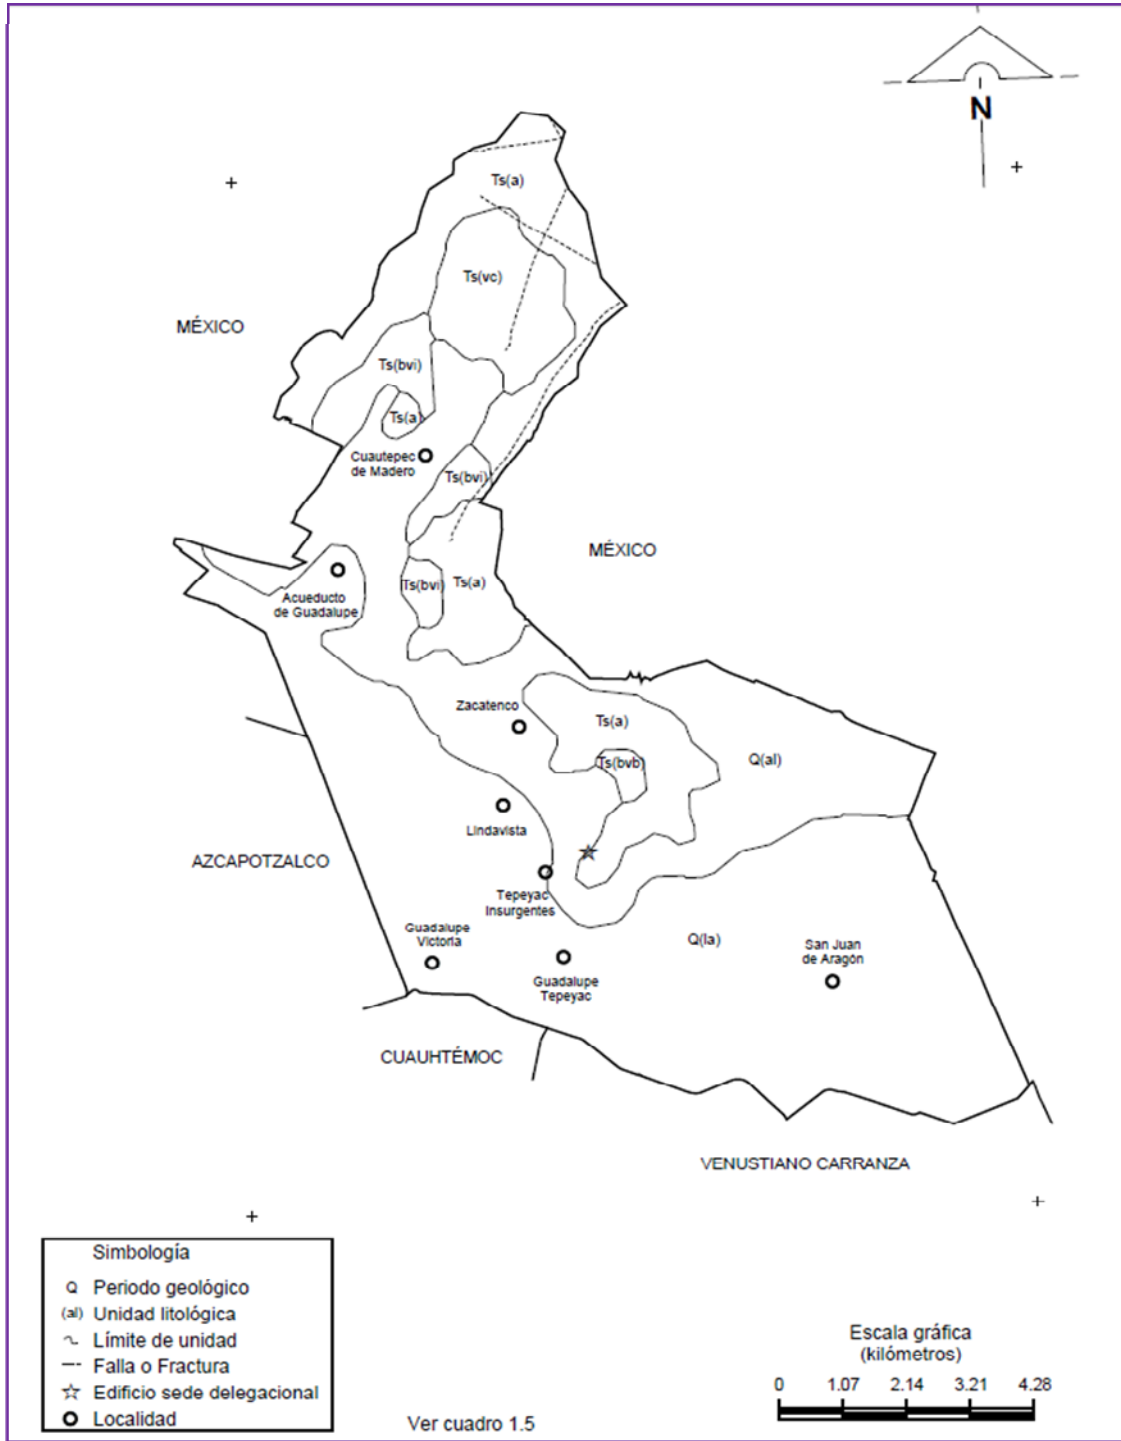 N
Ts(a)
Ts(vc)
MÉXICO
Ts(bvi)
Ts(a)
Cuautepec
de Madero
Ts(bvi)
MÉXICO
Acueducto
de Guadalupe
Ts(bvi)
Ts(a)
Zacatenco
Ts(a)
Ts(bvb)
Q(al)
Lindavista
AZCAPOTZALCO
Tepeyac
Insurgentes
Guadalupe
Victoria
Q(la)
San Juan
de Aragón
Guadalupe
Tepeyac
CUAUHTÉMOC
VENUSTIANO CARRANZA
Simbología
Q Periodo geológico
(al) Unidad litológica
Límite de unidad
Falla o Fractura
Edificio sede delegacional
Localidad
Ver cuadro 1.5
Escala gráfica
(kilómetros)
0 1.07 2.14 3.21 4.28